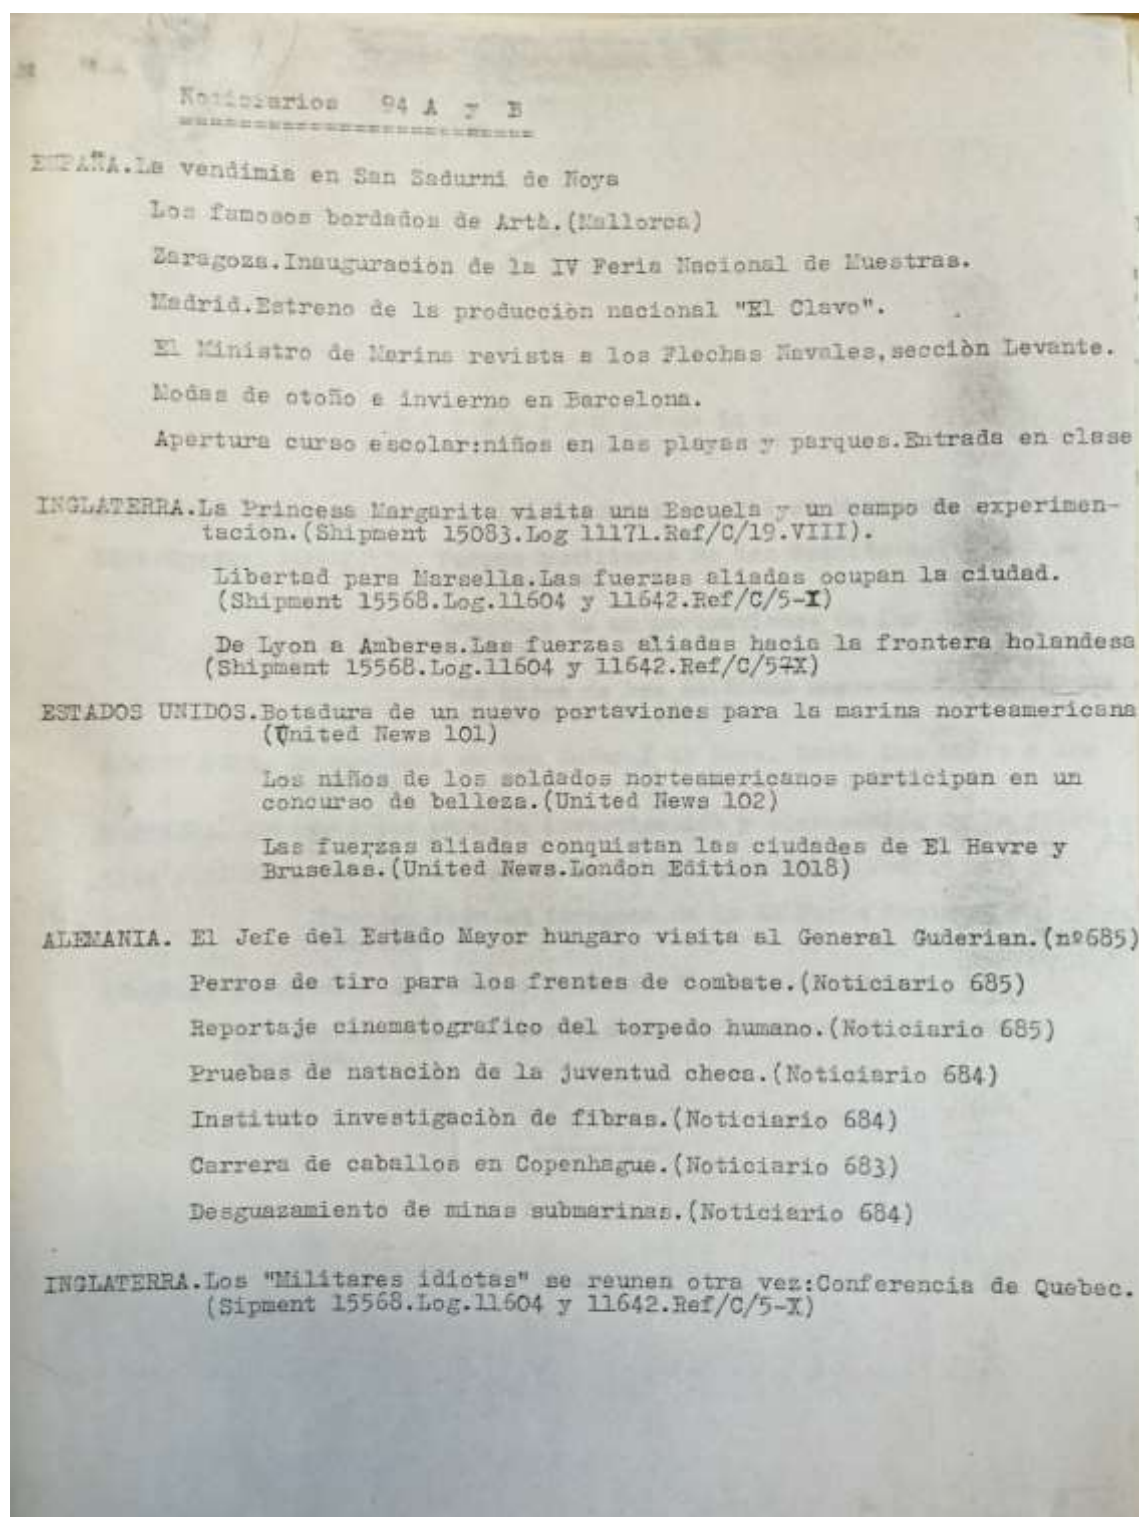 Noticiarios 94 A y B
ESPAÑA.La vendimia en San Sadurni de Noya
Los famosos bordados de Artà.(Mallorca)
Zaragoza.Inauguracion de la IV Feria Nacional de Muestras.
Madrid.Estreno de la producciòn nacional "El Clavo".
El Ministro de Marina revista a los Flechas Navales,secciòn Levante.
Modas de otoño e invierno en Barcelona.
Apertura curso escolar:niños en las playas y parques.Entrada en clase
INGLATERRA.La Princesa Margarita visita una Escuela y un campo de experimen-
tacion.(Shipment 15083.Log 11171.Ref/C/19.VIII).
Libertad para Marsella.Las fuerzas aliadas ocupan la ciudad.
(Shipment 15568.Log.11604 y 11642.Ref/C/5-X)
De Lyon a Amberes.Las fuerzas aliadas hacia la frontera holandesa
(Shipment 15568.Log.11604 y 11642.Ref/C/5-X)
ESTADOS UNIDOS.Botadura de un nuevo portaviones para la marina norteamericana
(United News 101)
Los niños de los soldados norteamericanos participan en un
concurso de belleza.(United News 102)
Las fuerzas aliadas conquistan las ciudades de El Havre y
Bruselas.(United News.London Edition 1018)
ALEMANIA. El Jefe del Estado Mayor hungaro visita al General Guderian.(nº685)
Perros de tiro para los frentes de combate.(Noticiario 685)
Reportaje cinematografico del torpedo humano.(Noticiario 685)
Pruebas de nataciòn de la juventud checa.(Noticiario 684)
Instituto investigaciòn de fibras.(Noticiario 684)
Carrera de caballos en Copenhague.(Noticiario 683)
Desguazamiento de minas submarinas.(Noticiario 684)
INGLATERRA.Los "Militares idiotas" se reunen otra vez:Conferencia de Quebec.
(Sipment 15568.Log.11604 y 11642.Ref/C/5-X)